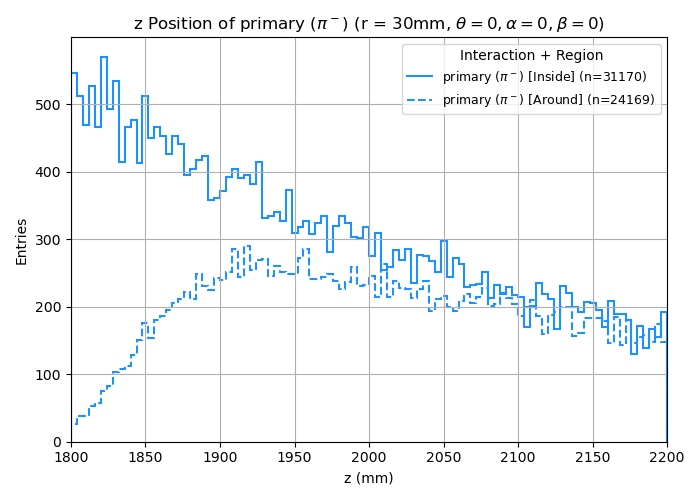 z Position of primary (π⁻) (r = 30mm, θ = 0, α = 0, β = 0)
Interaction + Region
primary (π⁻) [Inside] (n=31170)
primary (π⁻) [Around] (n=24169)
Entries
500
400
300
200
100
0
1800 1850 1900 1950 2000 2050 2100 2150 2200
z (mm)